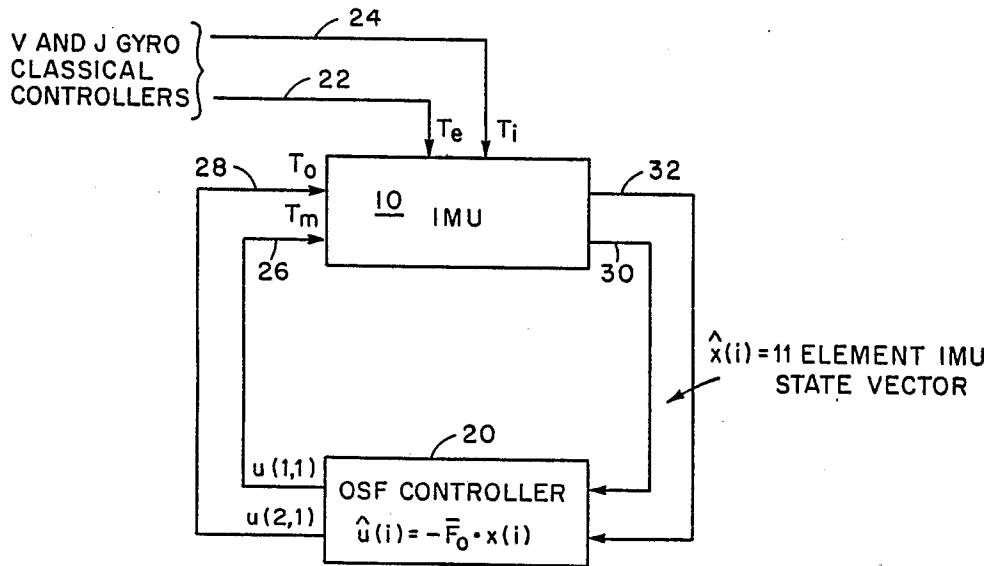 24
V AND J GYRO
CLASSICAL
CONTROLLERS
22
Te
Ti
28
To
32
10 IMU
Tm
26
30
x̂(i) = 11 ELEMENT IMU
STATE VECTOR
20
u(1,1)
OSF CONTROLLER
u(2,1)
û(i) = -F̅o • x(i)